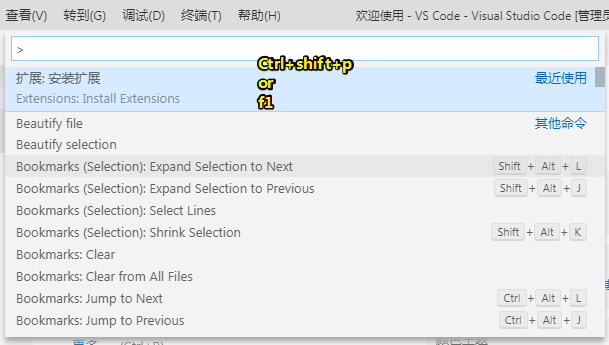 查看(V) 转到(G) 调试(D) 终端(T) 帮助(H) 欢迎使用 - VS Code - Visual Studio Code [管理员
>
Ctrl+shift+p
or
f1
扩展: 安装扩展 最近使用
Extensions: Install Extensions
Beautify file 其他命令
Beautify selection
Bookmarks (Selection): Expand Selection to Next Shift + Alt + L
Bookmarks (Selection): Expand Selection to Previous Shift + Alt + J
Bookmarks (Selection): Select Lines
Bookmarks (Selection): Shrink Selection Shift + Alt + K
Bookmarks: Clear
Bookmarks: Clear from All Files
Bookmarks: Jump to Next Ctrl + Alt + L
Bookmarks: Jump to Previous Ctrl + Alt + J